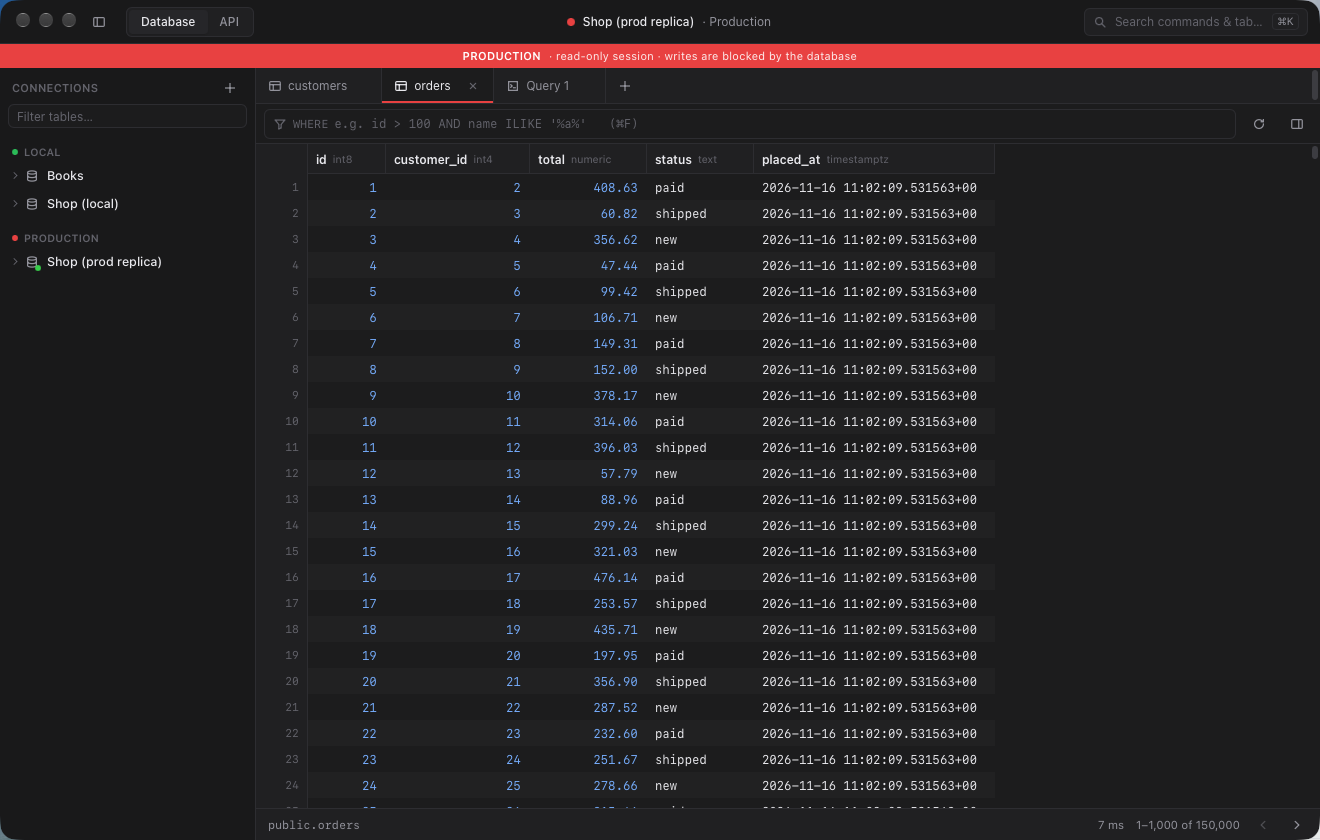 Database API
Shop (prod replica) · Production
Search commands & tab... ⌘K
PRODUCTION · read-only session · writes are blocked by the database
CONNECTIONS
Filter tables...
LOCAL
Books
Shop (local)
PRODUCTION
Shop (prod replica)
customers orders Query 1
WHERE e.g. id > 100 AND name ILIKE '%a%' (⌘F)
id int8 customer_id int4 total numeric status text placed_at timestamptz
1 1 2 408.63 paid 2026-11-16 11:02:09.531563+00
2 2 3 60.82 shipped 2026-11-16 11:02:09.531563+00
3 3 4 356.62 new 2026-11-16 11:02:09.531563+00
4 4 5 47.44 paid 2026-11-16 11:02:09.531563+00
5 5 6 99.42 shipped 2026-11-16 11:02:09.531563+00
6 6 7 106.71 new 2026-11-16 11:02:09.531563+00
7 7 8 149.31 paid 2026-11-16 11:02:09.531563+00
8 8 9 152.00 shipped 2026-11-16 11:02:09.531563+00
9 9 10 378.17 new 2026-11-16 11:02:09.531563+00
10 10 11 314.06 paid 2026-11-16 11:02:09.531563+00
11 11 12 396.03 shipped 2026-11-16 11:02:09.531563+00
12 12 13 57.79 new 2026-11-16 11:02:09.531563+00
13 13 14 88.96 paid 2026-11-16 11:02:09.531563+00
14 14 15 299.24 shipped 2026-11-16 11:02:09.531563+00
15 15 16 321.03 new 2026-11-16 11:02:09.531563+00
16 16 17 476.14 paid 2026-11-16 11:02:09.531563+00
17 17 18 253.57 shipped 2026-11-16 11:02:09.531563+00
18 18 19 435.71 new 2026-11-16 11:02:09.531563+00
19 19 20 197.95 paid 2026-11-16 11:02:09.531563+00
20 20 21 356.90 shipped 2026-11-16 11:02:09.531563+00
21 21 22 287.52 new 2026-11-16 11:02:09.531563+00
22 22 23 232.60 paid 2026-11-16 11:02:09.531563+00
23 23 24 251.67 shipped 2026-11-16 11:02:09.531563+00
24 24 25 278.66 new 2026-11-16 11:02:09.531563+00
public.orders 7 ms 1–1,000 of 150,000